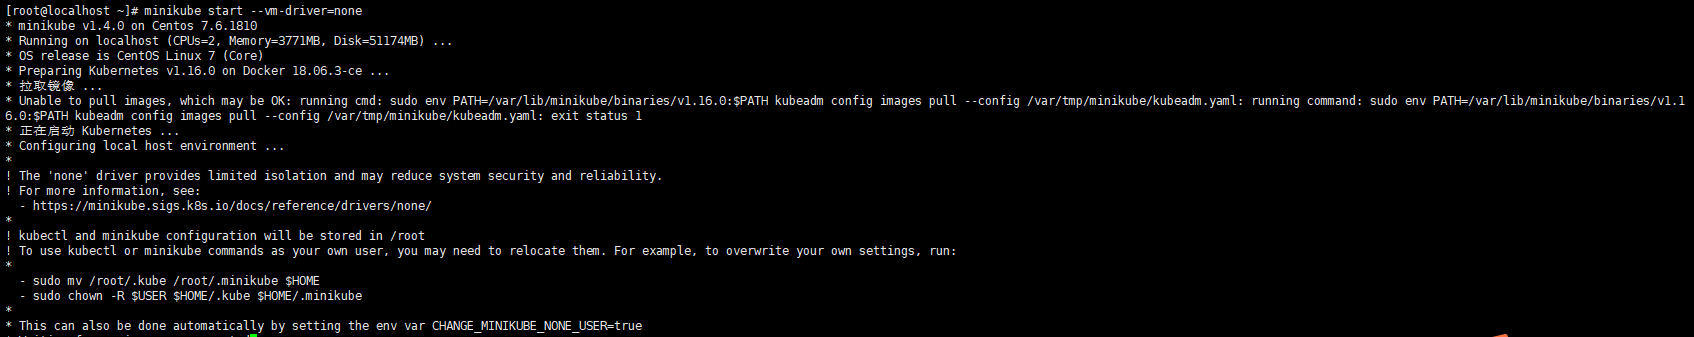 [root@localhost ~]# minikube start --vm-driver=none
* minikube v1.4.0 on Centos 7.6.1810
* Running on localhost (CPUs=2, Memory=3771MB, Disk=51174MB) ...
* OS release is CentOS Linux 7 (Core)
* Preparing Kubernetes v1.16.0 on Docker 18.06.3-ce ...
* 拉取镜像 ...
* Unable to pull images, which may be OK: running cmd: sudo env PATH=/var/lib/minikube/binaries/v1.16.0:$PATH kubeadm config images pull --config /var/tmp/minikube/kubeadm.yaml: running command: sudo env PATH=/var/lib/minikube/binaries/v1.1
6.0:$PATH kubeadm config images pull --config /var/tmp/minikube/kubeadm.yaml: exit status 1
* 正在启动 Kubernetes ...
* Configuring local host environment ...
*
! The 'none' driver provides limited isolation and may reduce system security and reliability.
! For more information, see:
  - https://minikube.sigs.k8s.io/docs/reference/drivers/none/
*
! kubectl and minikube configuration will be stored in /root
! To use kubectl or minikube commands as your own user, you may need to relocate them. For example, to overwrite your own settings, run:
*
  - sudo mv /root/.kube /root/.minikube $HOME
  - sudo chown -R $USER $HOME/.kube $HOME/.minikube
*
* This can also be done automatically by setting the env var CHANGE_MINIKUBE_NONE_USER=true